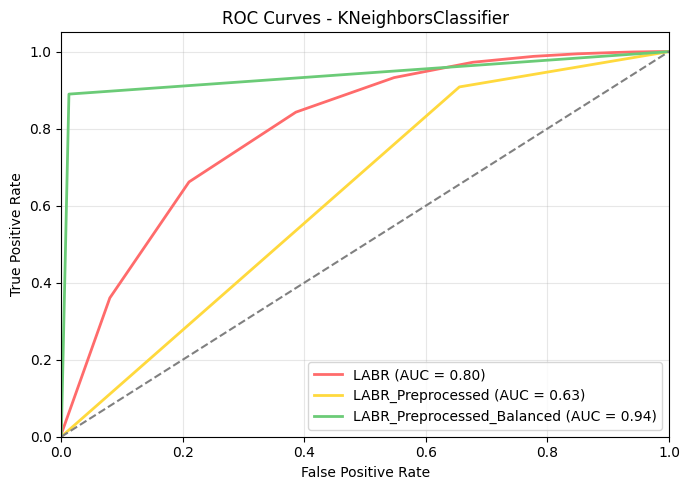 ROC Curves - KNeighborsClassifier
1.0
0.8
0.6
0.4
0.2
0.0
True Positive Rate
LABR (AUC = 0.80)
LABR_Preprocessed (AUC = 0.63)
LABR_Preprocessed_Balanced (AUC = 0.94)
0.0 0.2 0.4 0.6 0.8 1.0
False Positive Rate